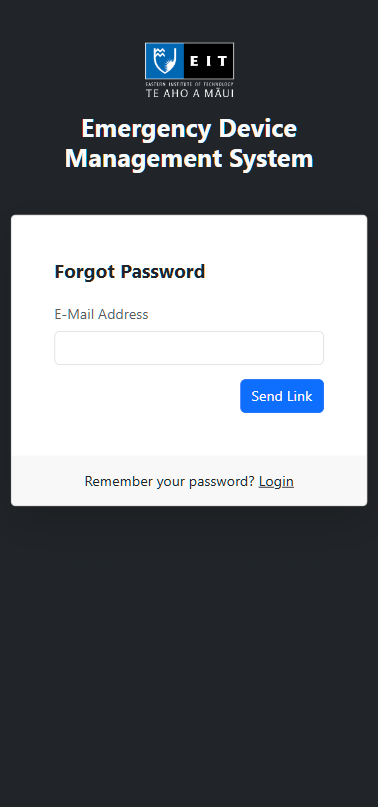 EIT
EASTERN INSTITUTE OF TECHNOLOGY
TE AHO A MĀUI
Emergency Device
Management System
Forgot Password
E-Mail Address
Send Link
Remember your password? Login